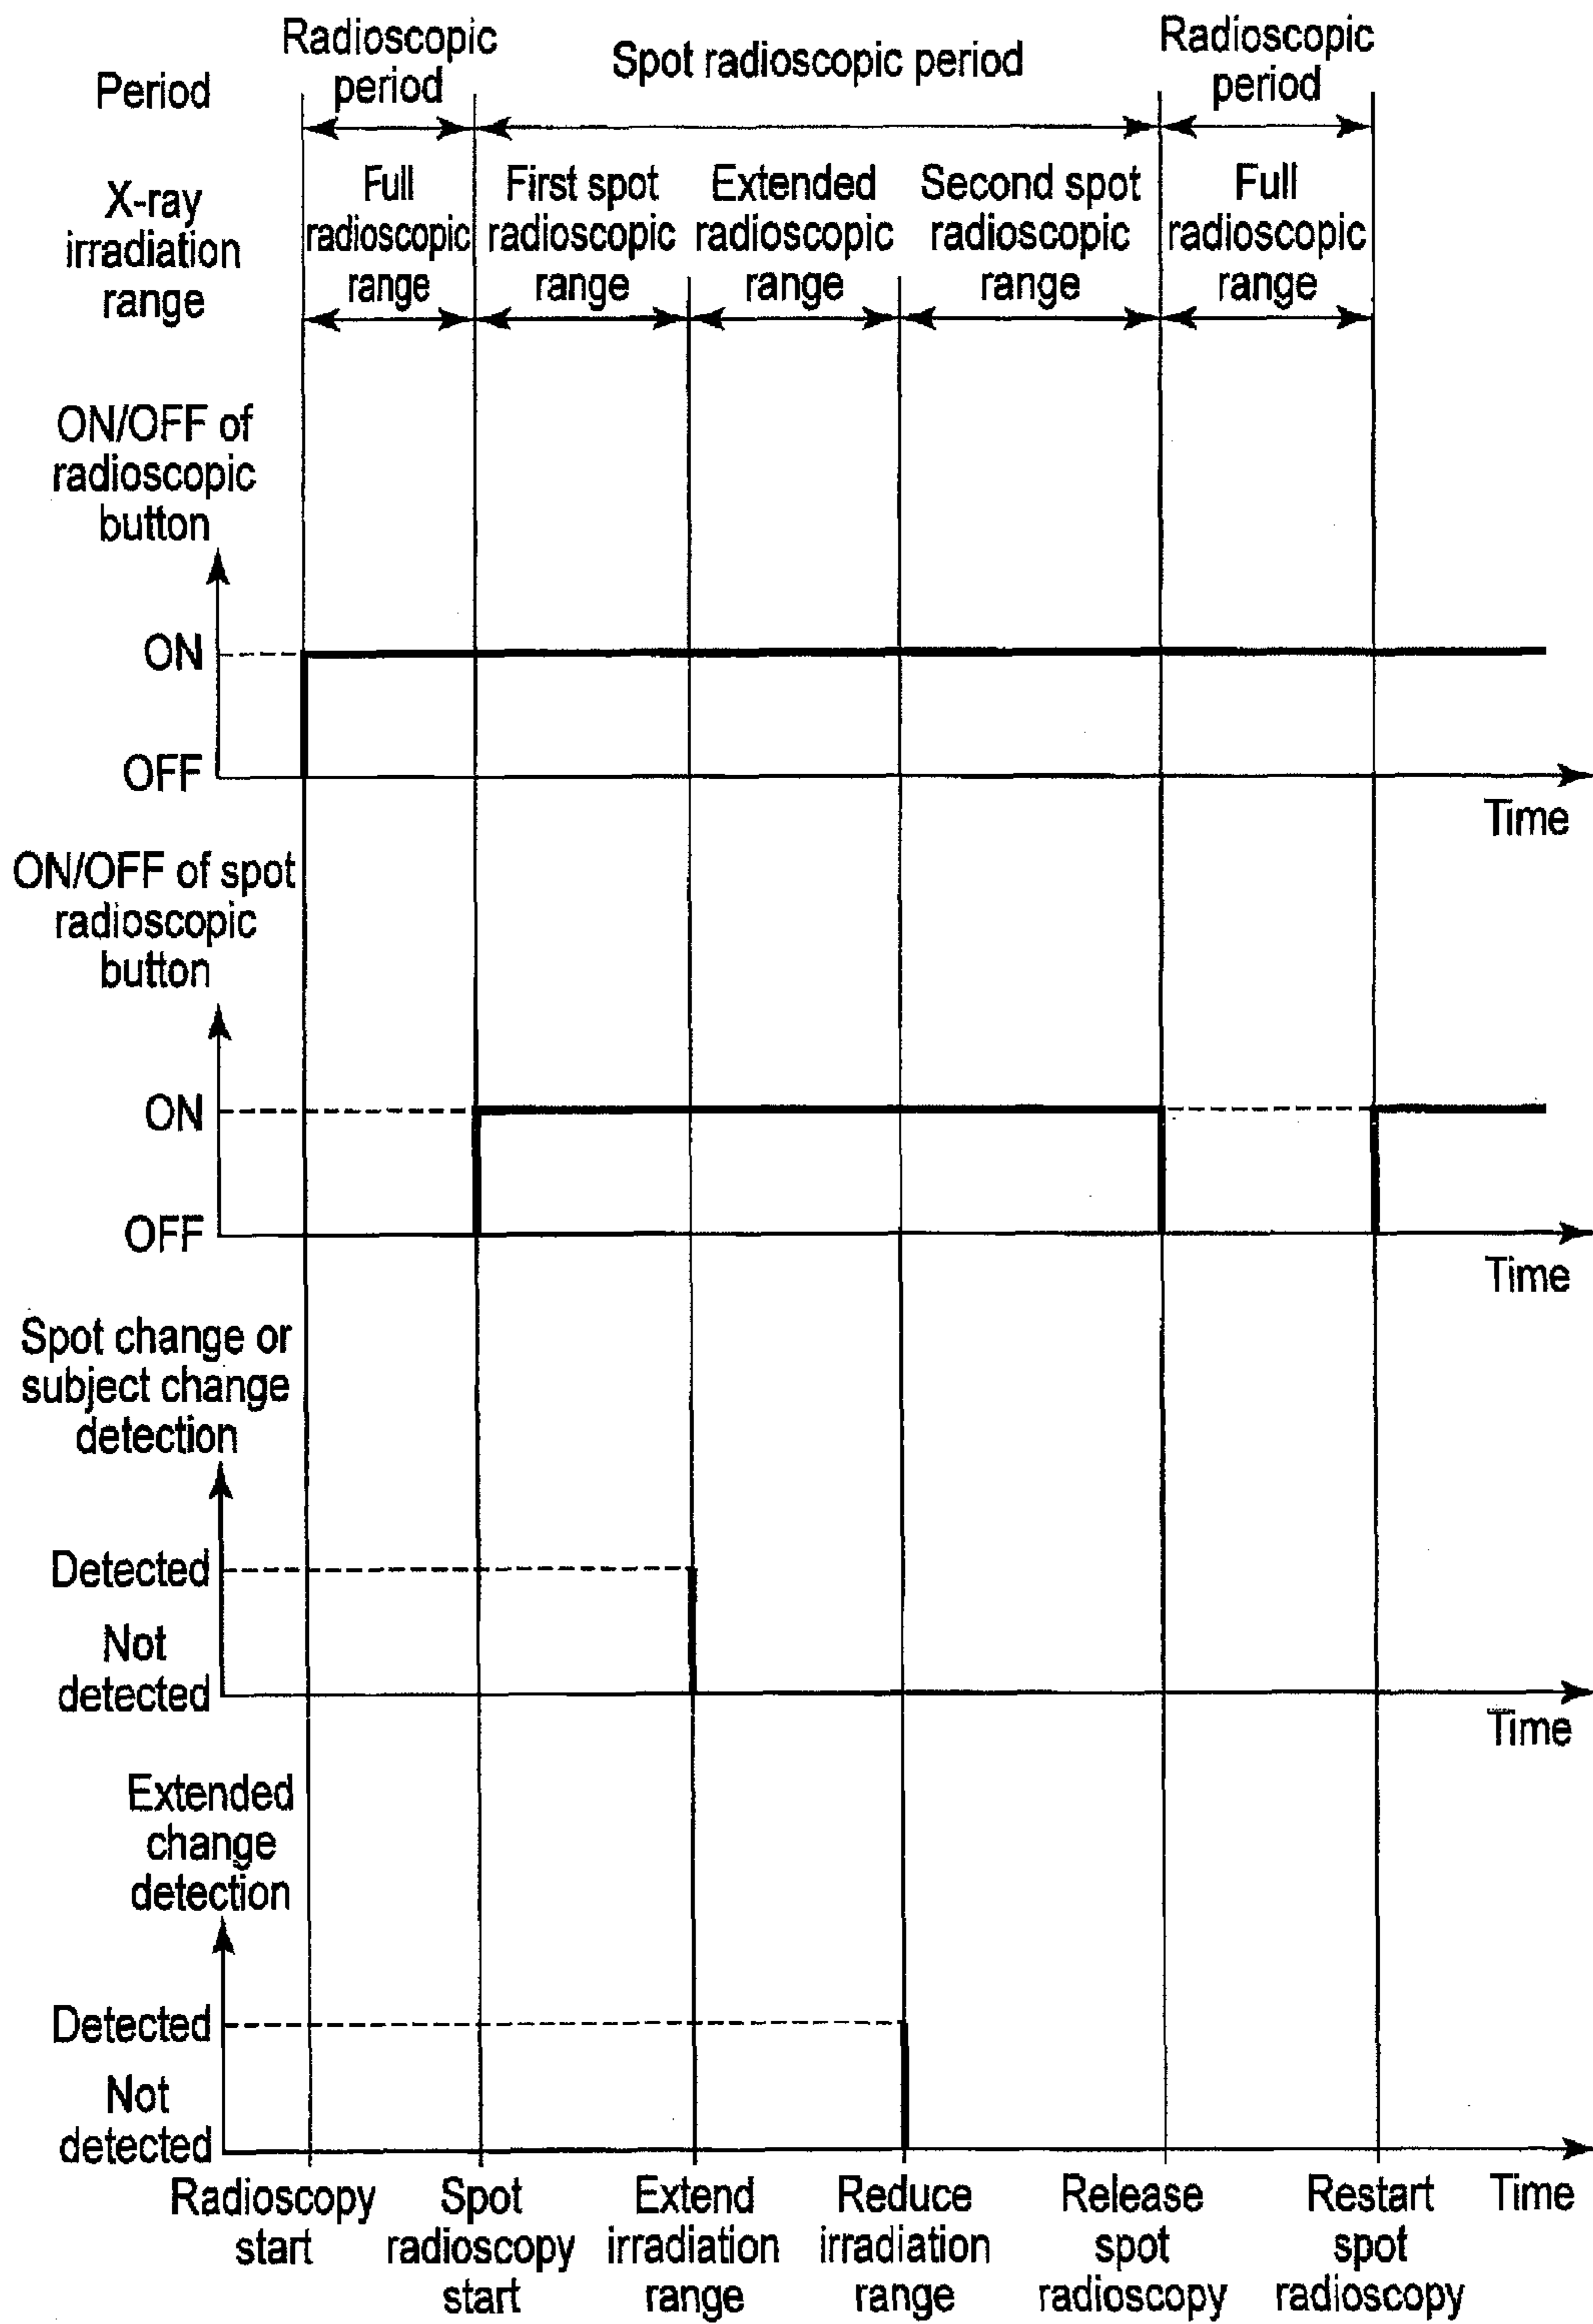 Period
Radioscopic
period
Spot radioscopic period
Radioscopic
period
X-ray
irradiation
range
Full
radioscopic
range
First spot
radioscopic
range
Extended
radioscopic
range
Second spot
radioscopic
range
Full
radioscopic
range
ON/OFF of
radioscopic
button
ON
OFF
Time
ON/OFF of spot
radioscopic
button
ON
OFF
Time
Spot change or
subject change
detection
Detected
Not
detected
Time
Extended
change
detection
Detected
Not
detected
Time
Radioscopy
start
Spot
radioscopy
start
Extend
irradiation
range
Reduce
irradiation
range
Release
spot
radioscopy
Restart
spot
radioscopy